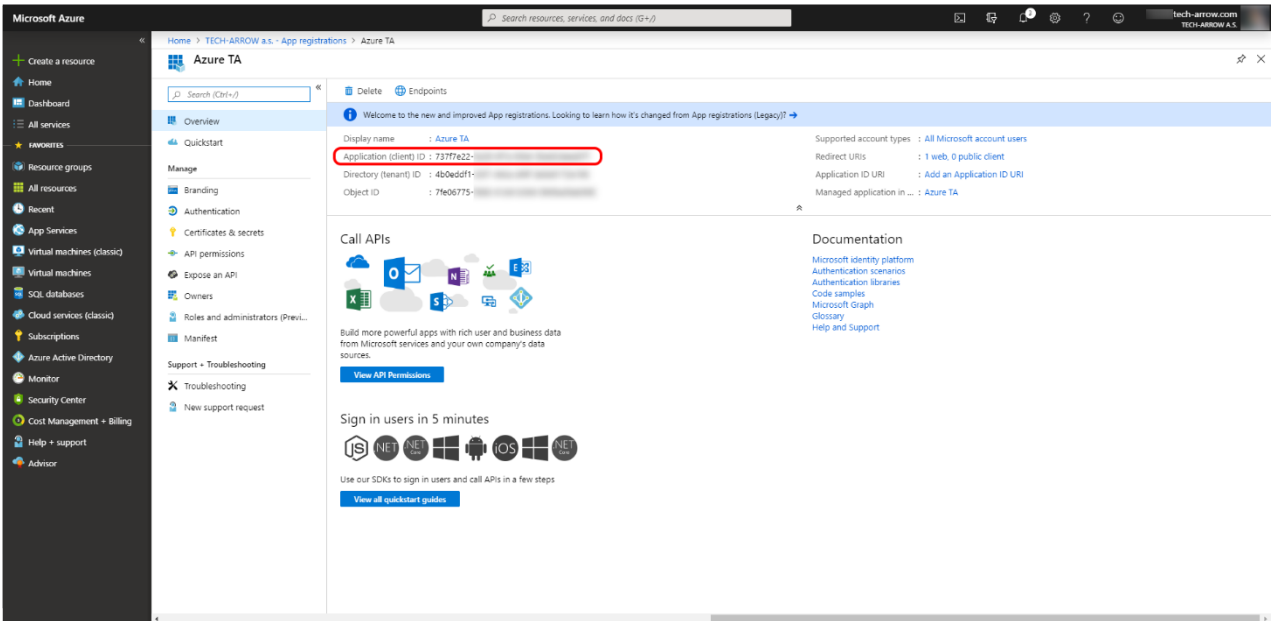 Microsoft Azure
Search resources, services, and docs (G+/)
2
tech-arrow.com
TECH-ARROW A.S.
«
Create a resource
Home
Dashboard
All services
FAVORITES
Resource groups
All resources
Recent
App Services
Virtual machines (classic)
Virtual machines
SQL databases
Cloud services (classic)
Subscriptions
Azure Active Directory
Monitor
Security Center
Cost Management + Billing
Help + support
Advisor
Home > TECH-ARROW a.s. - App registrations > Azure TA
Azure TA
Search (Ctrl+/)
«
Overview
Quickstart
Manage
Branding
Authentication
Certificates & secrets
API permissions
Expose an API
Owners
Roles and administrators (Previ...
Manifest
Support + Troubleshooting
Troubleshooting
New support request
Delete Endpoints
Welcome to the new and improved App registrations. Looking to learn how it's changed from App registrations (Legacy)? →
Display name : Azure TA
Application (client) ID : 737f7e22-
Directory (tenant) ID : 4b0eddf1-
Object ID : 7fe06775-
Supported account types : All Microsoft account users
Redirect URIs : 1 web, 0 public client
Application ID URI : Add an Application ID URI
Managed application in ... : Azure TA
Call APIs
Build more powerful apps with rich user and business data
from Microsoft services and your own company's data
sources.
View API Permissions
Sign in users in 5 minutes
JS .NET .NET Core iOS .NET Core
Use our SDKs to sign in users and call APIs in a few steps
View all quickstart guides
Documentation
Microsoft identity platform
Authentication scenarios
Authentication libraries
Code samples
Microsoft Graph
Glossary
Help and Support